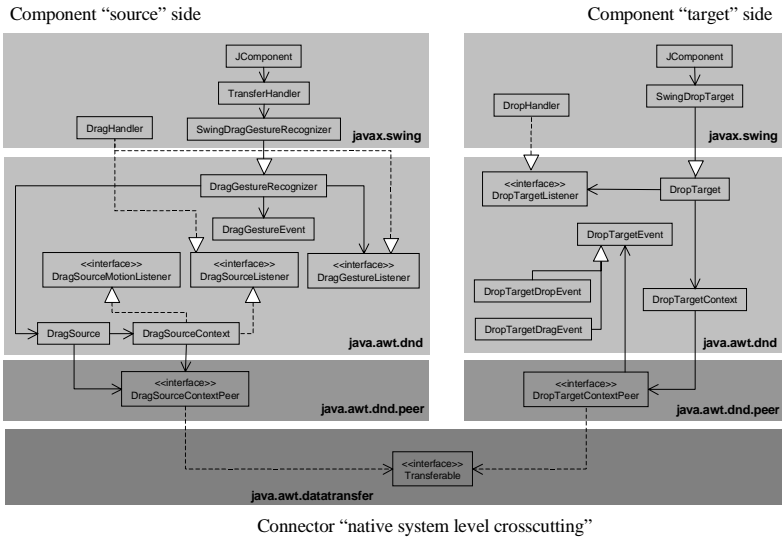 Component “source” side
Component “target” side
JComponent
TransferHandler
DragHandler
SwingDragGestureRecognizer
javax.swing
DragGestureRecognizer
DragGestureEvent
<<interface>>
DragSourceMotionListener
<<interface>>
DragSourceListener
<<interface>>
DragGestureListener
DragSource
DragSourceContext
java.awt.dnd
<<interface>>
DragSourceContextPeer
java.awt.dnd.peer
JComponent
SwingDropTarget
DropHandler
javax.swing
<<interface>>
DropTargetListener
DropTarget
DropTargetEvent
DropTargetDropEvent
DropTargetContext
DropTargetDragEvent
java.awt.dnd
<<interface>>
DropTargetContextPeer
java.awt.dnd.peer
<<interface>>
Transferable
java.awt.datatransfer
Connector “native system level crosscutting”